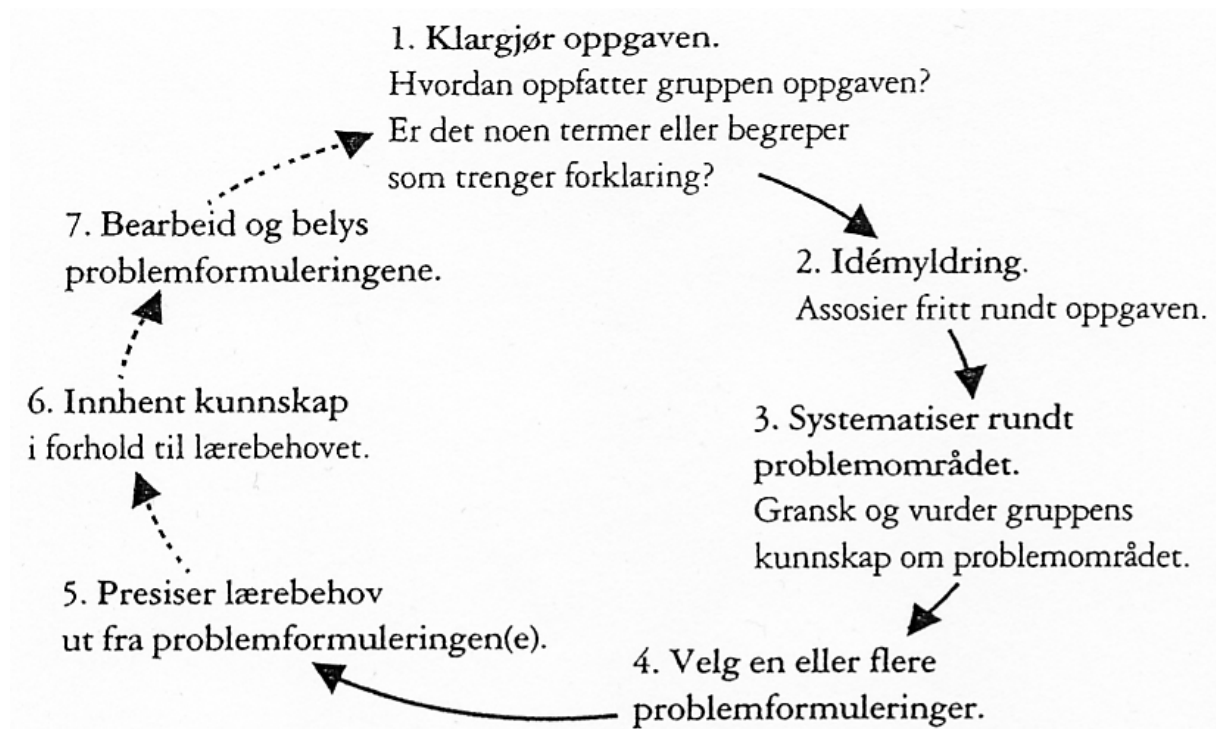 1. Klargjør oppgaven.
Hvordan oppfatter gruppen oppgaven?
Er det noen termer eller begreper
som trenger forklaring?
2. Idémyldring.
Assosier fritt rundt oppgaven.
3. Systematiser rundt
problemområdet.
Gransk og vurder gruppens
kunnskap om problemområdet.
4. Velg en eller flere
problemformuleringer.
5. Presiser lærebehov
ut fra problemformuleringen(e).
6. Innhent kunnskap
i forhold til lærebehovet.
7. Bearbeid og belys
problemformuleringene.